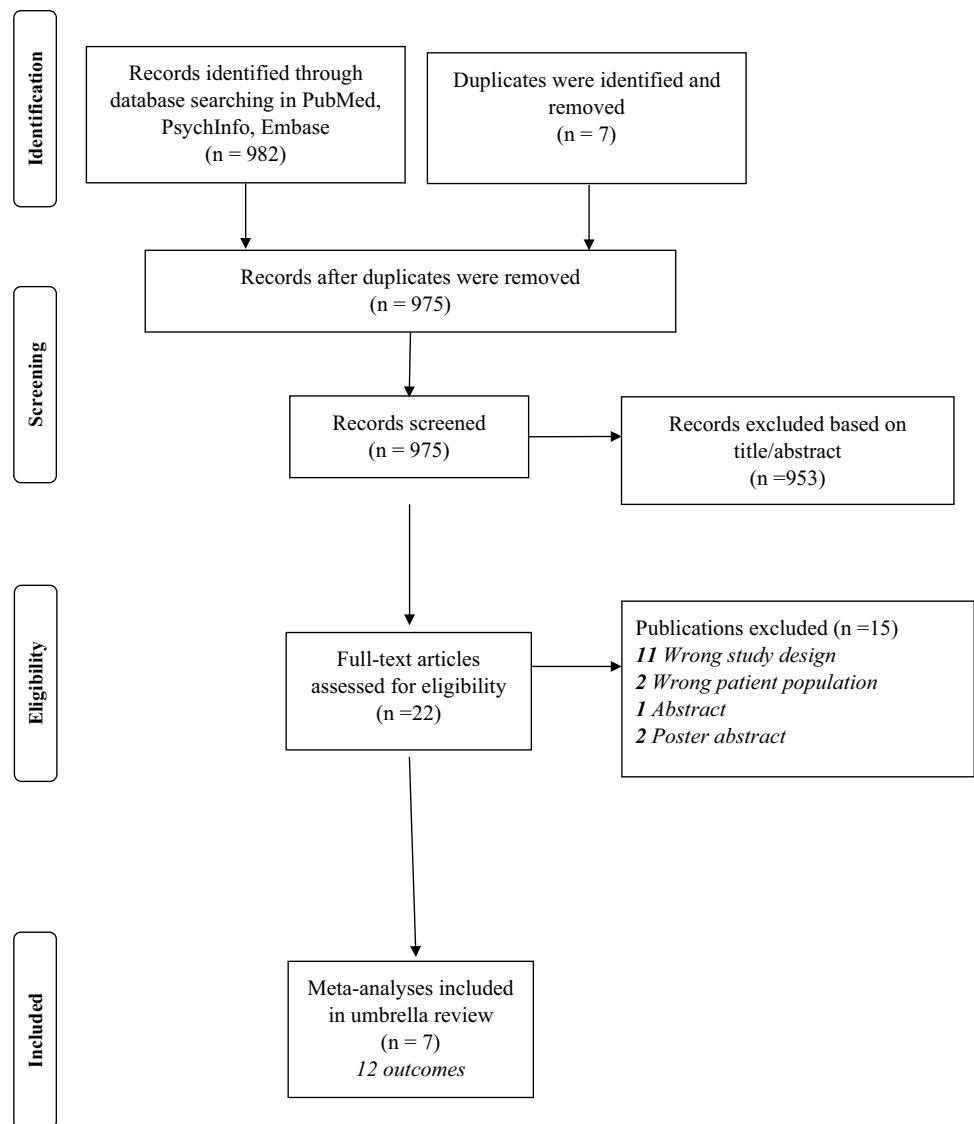 Identification
Records identified through
database searching in PubMed,
PsychInfo, Embase
(n = 982)
Duplicates were identified and
removed
(n = 7)
Records after duplicates were removed
(n = 975)
Screening
Records screened
(n = 975)
Records excluded based on
title/abstract
(n =953)
Eligibility
Full-text articles
assessed for eligibility
(n =22)
Publications excluded (n =15)
11 Wrong study design
2 Wrong patient population
1 Abstract
2 Poster abstract
Included
Meta-analyses included
in umbrella review
(n = 7)
12 outcomes